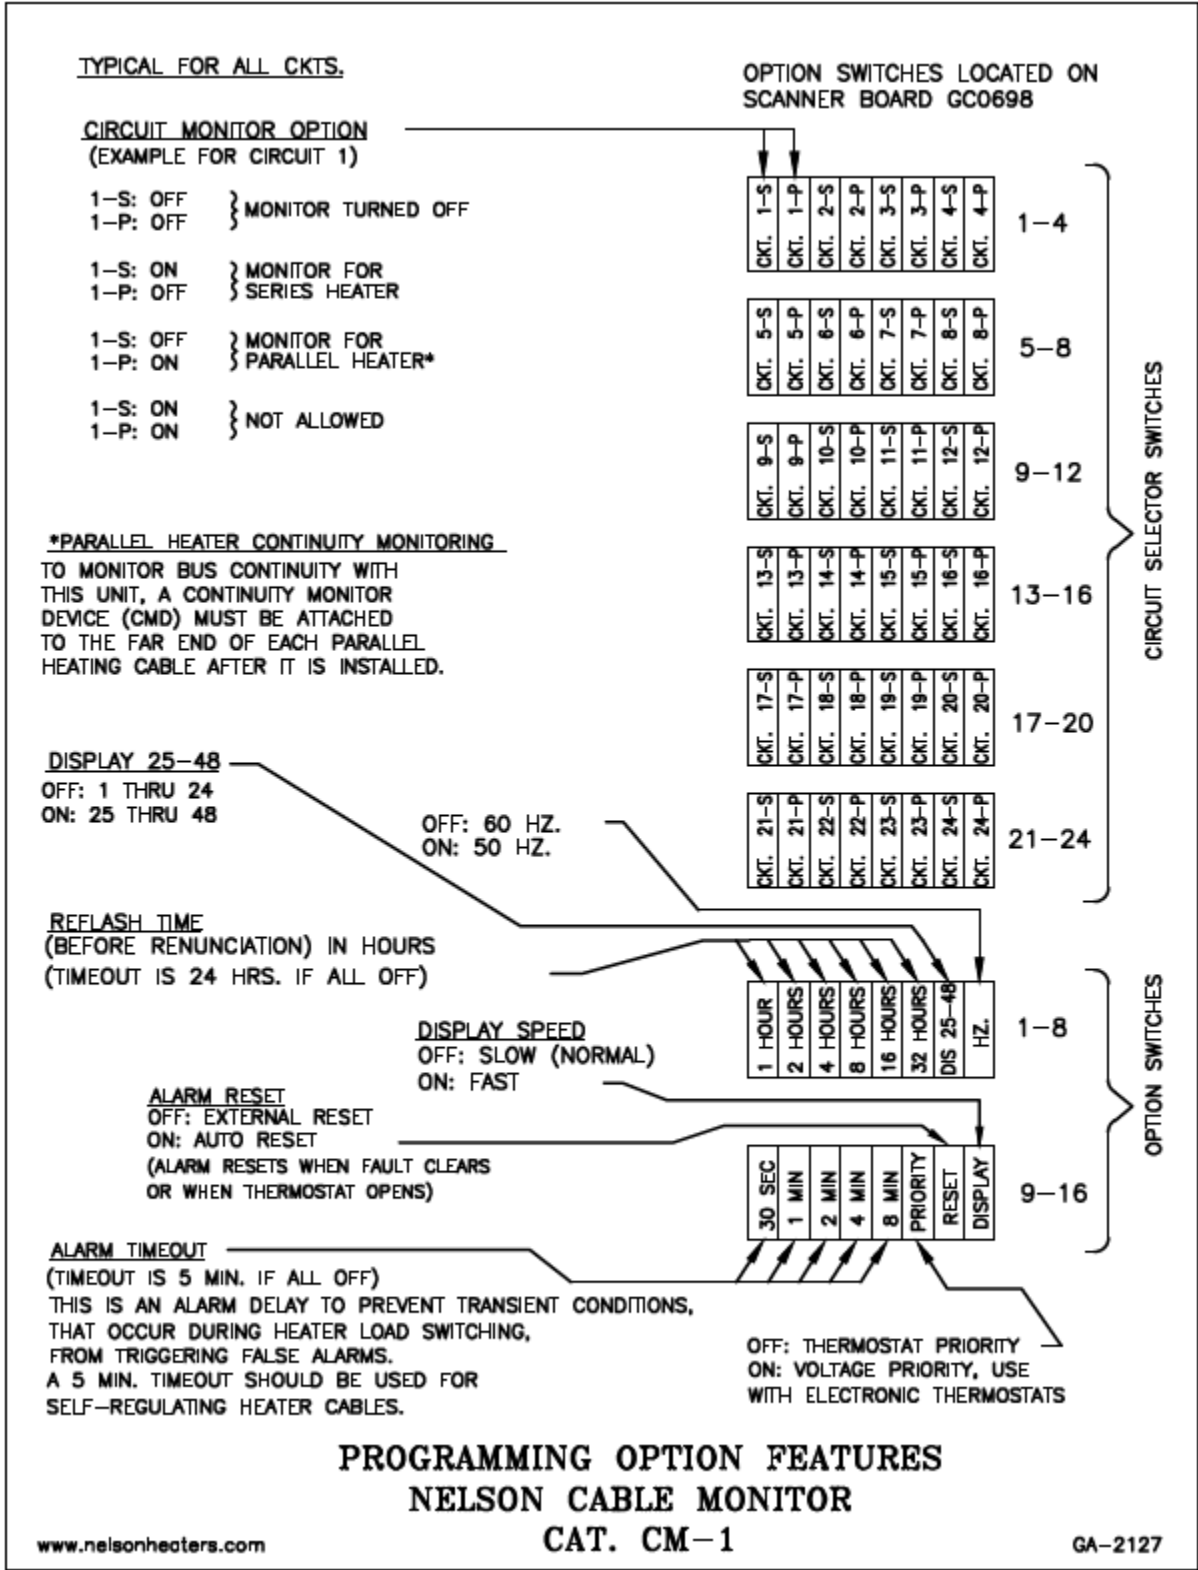 TYPICAL FOR ALL CKTS.
OPTION SWITCHES LOCATED ON
SCANNER BOARD GC0698
CIRCUIT MONITOR OPTION
(EXAMPLE FOR CIRCUIT 1)
1-S: OFF
1-P: OFF
MONITOR TURNED OFF
1-S: ON
1-P: OFF
MONITOR FOR
SERIES HEATER
1-S: OFF
1-P: ON
MONITOR FOR
PARALLEL HEATER*
1-S: ON
1-P: ON
NOT ALLOWED
CKT. 1-S
CKT. 1-P
CKT. 2-S
CKT. 2-P
CKT. 3-S
CKT. 3-P
CKT. 4-S
CKT. 4-P
1-4
CKT. 5-S
CKT. 5-P
CKT. 6-S
CKT. 6-P
CKT. 7-S
CKT. 7-P
CKT. 8-S
CKT. 8-P
5-8
CKT. 9-S
CKT. 9-P
CKT. 10-S
CKT. 10-P
CKT. 11-S
CKT. 11-P
CKT. 12-S
CKT. 12-P
9-12
CKT. 13-S
CKT. 13-P
CKT. 14-S
CKT. 14-P
CKT. 15-S
CKT. 15-P
CKT. 16-S
CKT. 16-P
13-16
CKT. 17-S
CKT. 17-P
CKT. 18-S
CKT. 18-P
CKT. 19-S
CKT. 19-P
CKT. 20-S
CKT. 20-P
17-20
CKT. 21-S
CKT. 21-P
CKT. 22-S
CKT. 22-P
CKT. 23-S
CKT. 23-P
CKT. 24-S
CKT. 24-P
21-24
CIRCUIT SELECTOR SWITCHES
*PARALLEL HEATER CONTINUITY MONITORING
TO MONITOR BUS CONTINUITY WITH
THIS UNIT, A CONTINUITY MONITOR
DEVICE (CMD) MUST BE ATTACHED
TO THE FAR END OF EACH PARALLEL
HEATING CABLE AFTER IT IS INSTALLED.
DISPLAY 25-48
OFF: 1 THRU 24
ON: 25 THRU 48
OFF: 60 HZ.
ON: 50 HZ.
REFLASH TIME
(BEFORE RENUNCIATION) IN HOURS
(TIMEOUT IS 24 HRS. IF ALL OFF)
1 HOUR
2 HOURS
4 HOURS
8 HOURS
16 HOURS
32 HOURS
DIS 25-48
HZ.
1-8
OPTION SWITCHES
DISPLAY SPEED
OFF: SLOW (NORMAL)
ON: FAST
ALARM RESET
OFF: EXTERNAL RESET
ON: AUTO RESET
(ALARM RESETS WHEN FAULT CLEARS
OR WHEN THERMOSTAT OPENS)
30 SEC
1 MIN
2 MIN
4 MIN
8 MIN
PRIORITY
RESET
DISPLAY
9-16
ALARM TIMEOUT
(TIMEOUT IS 5 MIN. IF ALL OFF)
THIS IS AN ALARM DELAY TO PREVENT TRANSIENT CONDITIONS,
THAT OCCUR DURING HEATER LOAD SWITCHING,
FROM TRIGGERING FALSE ALARMS.
A 5 MIN. TIMEOUT SHOULD BE USED FOR
SELF-REGULATING HEATER CABLES.
OFF: THERMOSTAT PRIORITY
ON: VOLTAGE PRIORITY, USE
WITH ELECTRONIC THERMOSTATS
PROGRAMMING OPTION FEATURES
NELSON CABLE MONITOR
CAT. CM-1
www.nelsonheaters.com
GA-2127